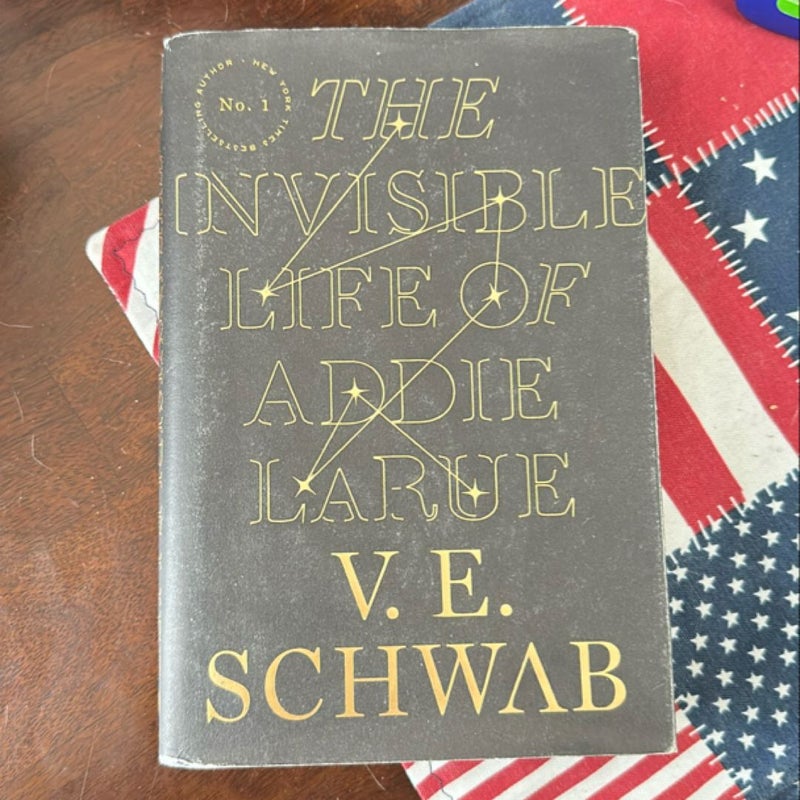 No. 1
NEW YORK TIMES BESTSELLING AUTHOR
THE
INVISIBLE
LIFE OF
ADDIE
LARUE
V. E.
SCHWAB